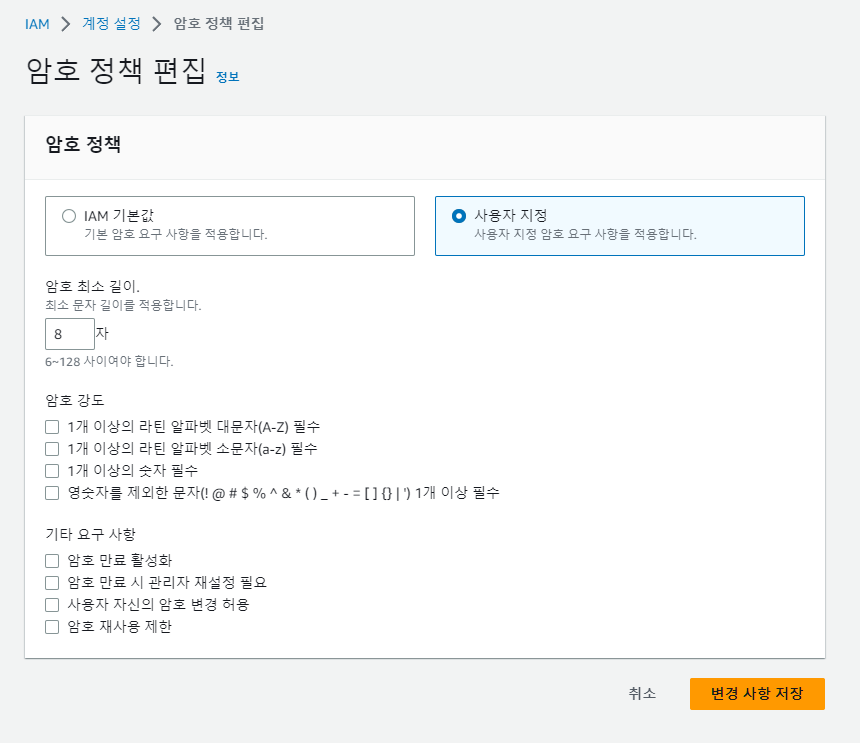 IAM > 계정 설정 > 암호 정책 편집
암호 정책 편집 정보
암호 정책
IAM 기본값
기본 암호 요구 사항을 적용합니다.
사용자 지정
사용자 지정 암호 요구 사항을 적용합니다.
암호 최소 길이.
최소 문자 길이를 적용합니다.
8 자
6~128 사이여야 합니다.
암호 강도
1개 이상의 라틴 알파벳 대문자(A-Z) 필수
1개 이상의 라틴 알파벳 소문자(a-z) 필수
1개 이상의 숫자 필수
영숫자를 제외한 문자(! @ # $ % ^ & * ( ) _ + - = [ ] {} | ') 1개 이상 필수
기타 요구 사항
암호 만료 활성화
암호 만료 시 관리자 재설정 필요
사용자 자신의 암호 변경 허용
암호 재사용 제한
취소
변경 사항 저장